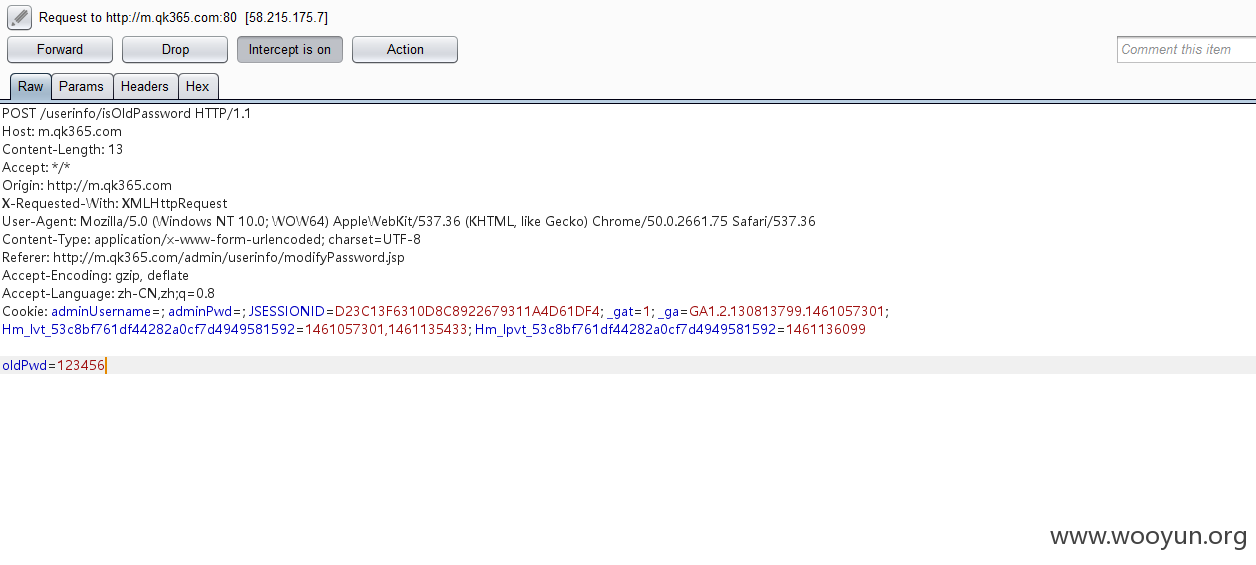 Request to http://m.qk365.com:80 [58.215.175.7]
Forward Drop Intercept is on Action Comment this item
Raw Params Headers Hex
POST /userinfo/isOldPassword HTTP/1.1
Host: m.qk365.com
Content-Length: 13
Accept: */*
Origin: http://m.qk365.com
X-Requested-With: XMLHttpRequest
User-Agent: Mozilla/5.0 (Windows NT 10.0; WOW64) AppleWebKit/537.36 (KHTML, like Gecko) Chrome/50.0.2661.75 Safari/537.36
Content-Type: application/x-www-form-urlencoded; charset=UTF-8
Referer: http://m.qk365.com/admin/userinfo/modifyPassword.jsp
Accept-Encoding: gzip, deflate
Accept-Language: zh-CN,zh;q=0.8
Cookie: adminUsername=; adminPwd=; JSESSIONID=D23C13F6310D8C8922679311A4D61DF4; _gat=1; _ga=GA1.2.130813799.1461057301;
Hm_lvt_53c8bf761df44282a0cf7d4949581592=1461057301,1461135433; Hm_lpvt_53c8bf761df44282a0cf7d4949581592=1461136099
oldPwd=123456
www.wooyun.org